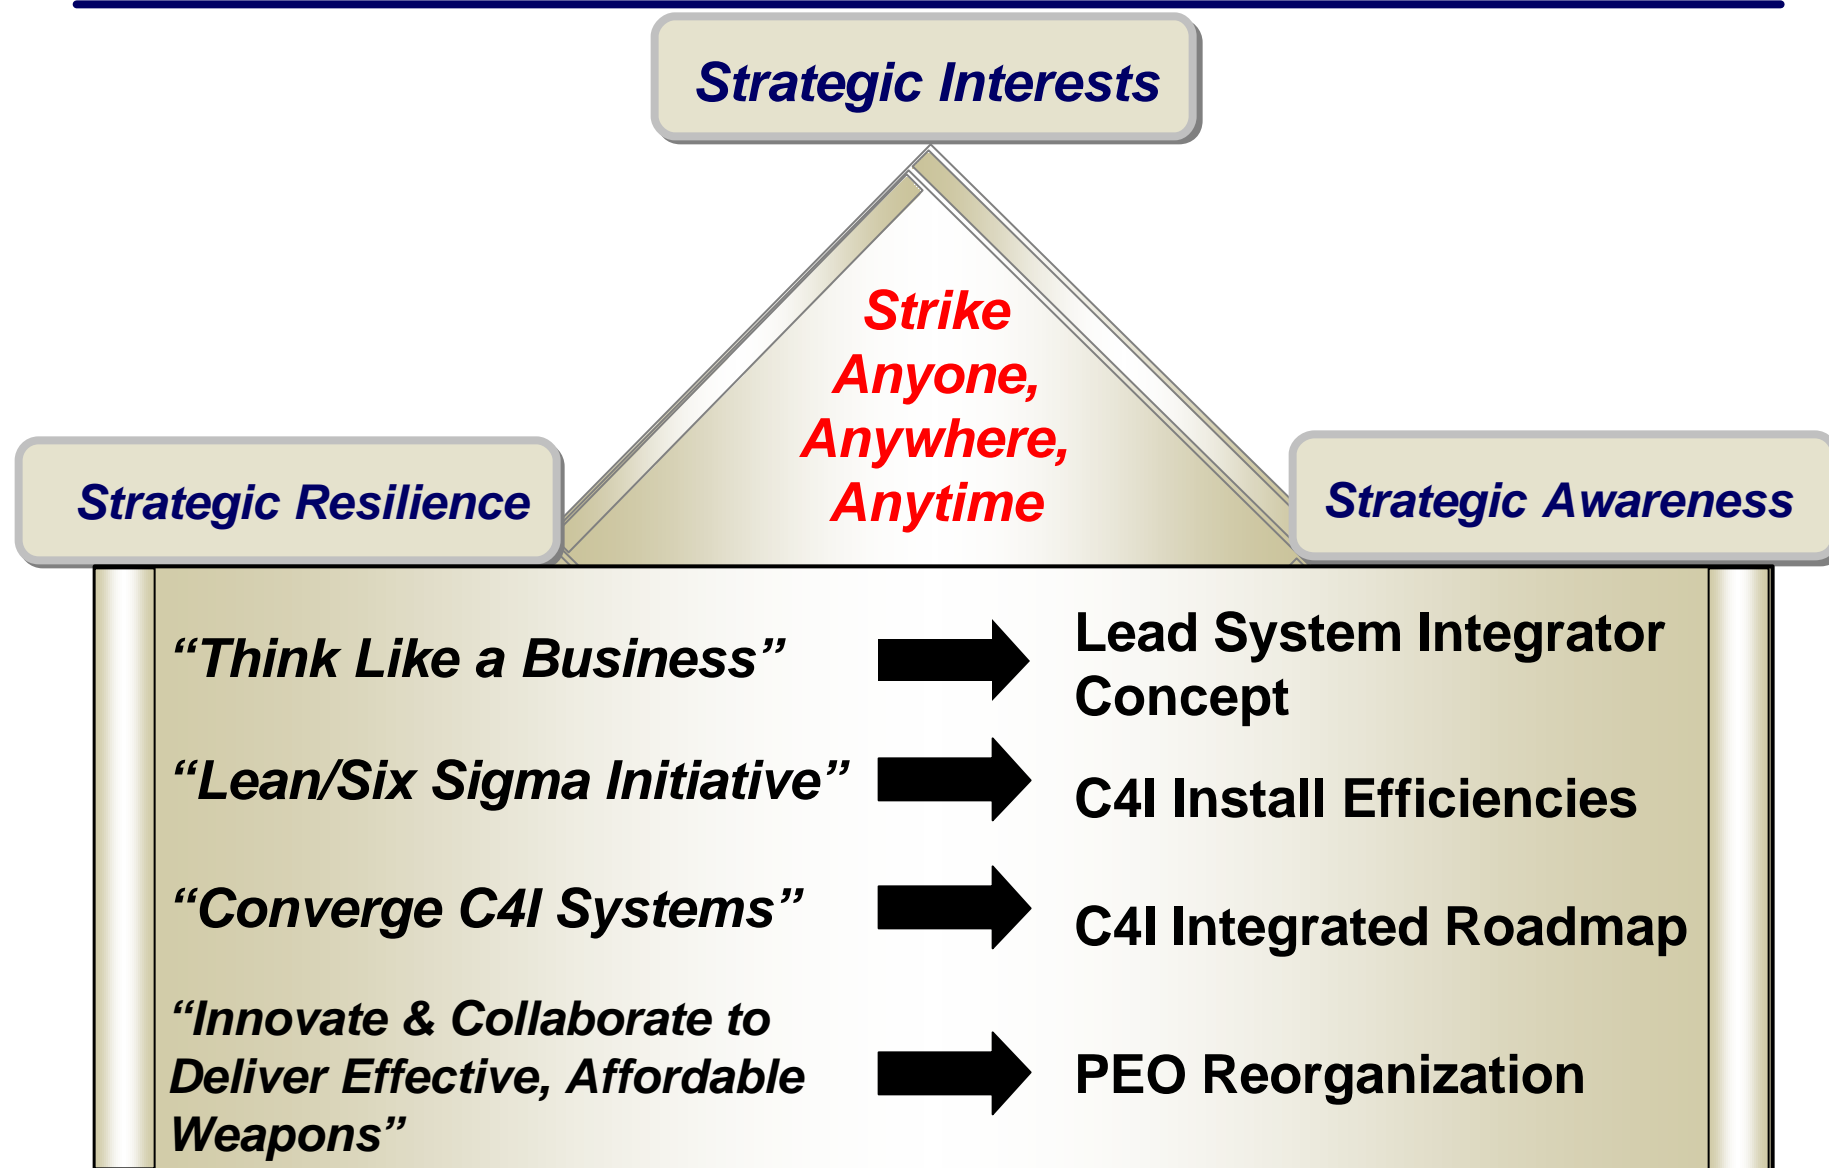 Strategic Interests
Strike
Anyone,
Anywhere,
Anytime
Strategic Resilience
Strategic Awareness
“Think Like a Business”
Lead System Integrator
Concept
“Lean/Six Sigma Initiative”
C4I Install Efficiencies
“Converge C4I Systems”
C4I Integrated Roadmap
“Innovate & Collaborate to
Deliver Effective, Affordable
Weapons”
PEO Reorganization